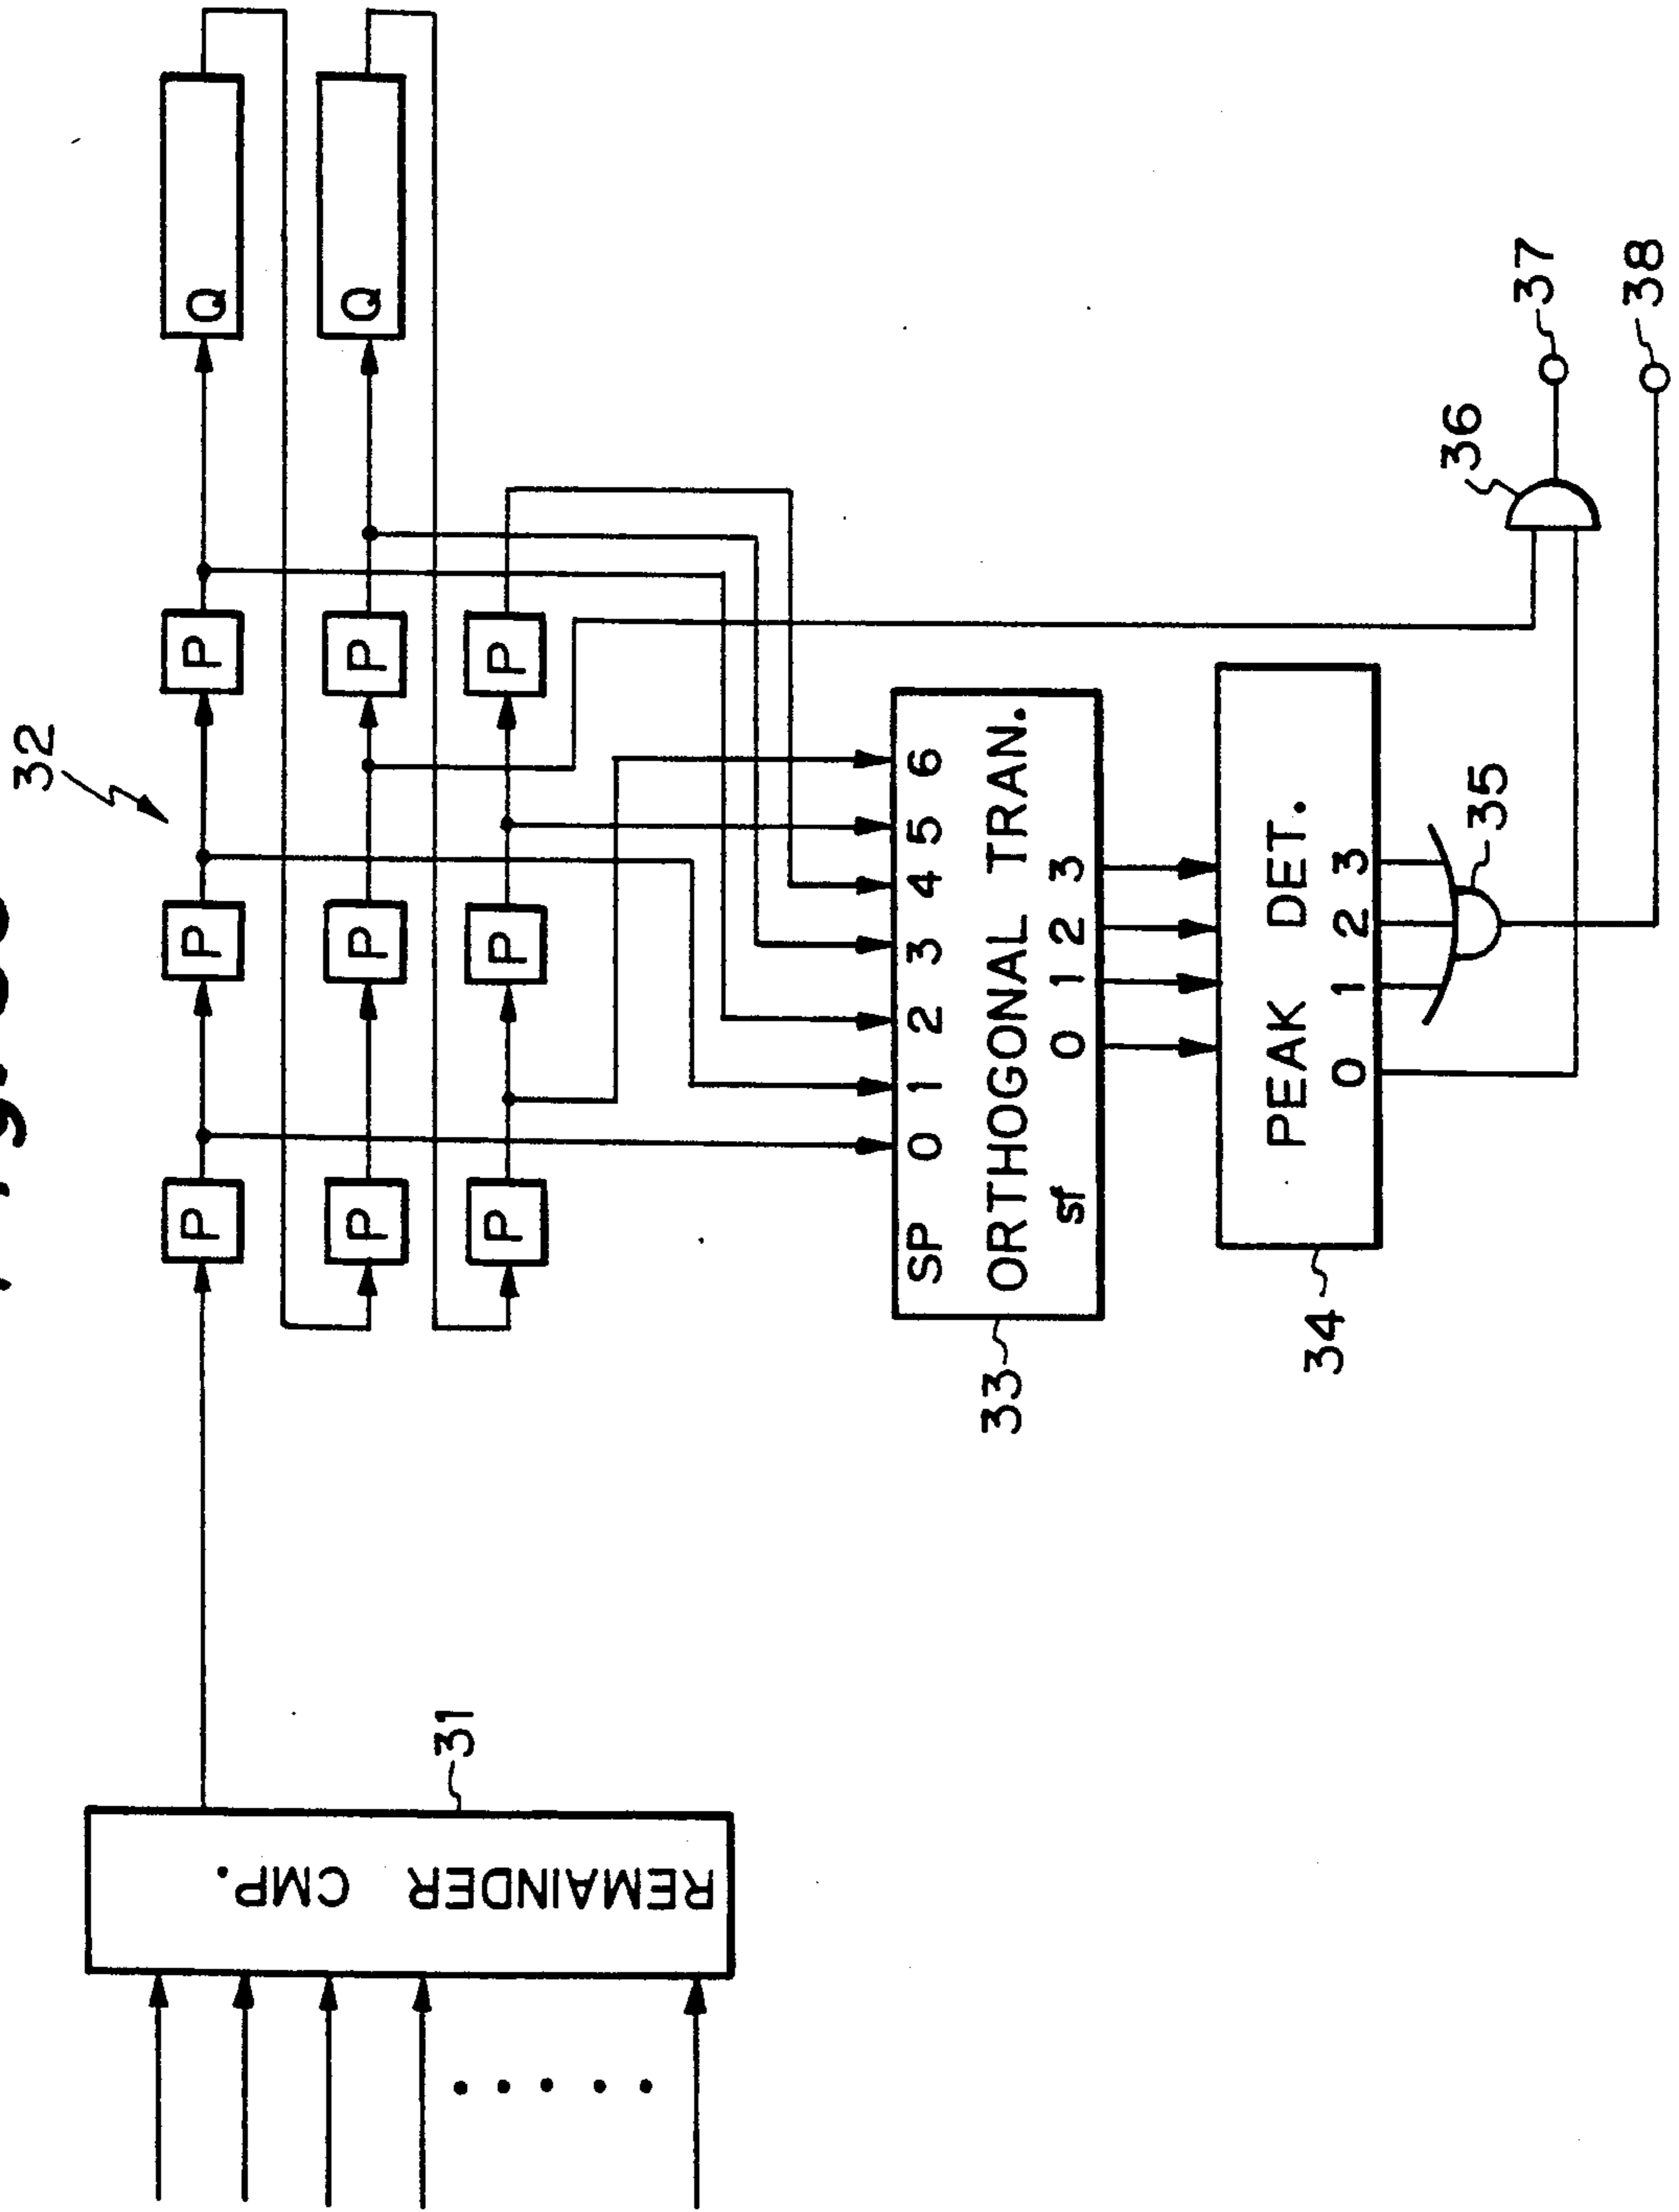 32
P P P Q
P P P Q
P P P
REMAINDER CMP.
31
SP 0 1 2 3 4 5 6
ORTHOGONAL TRAN.
sf 0 1 2 3
33
PEAK DET.
0 1 2 3
34
35
36
37
38